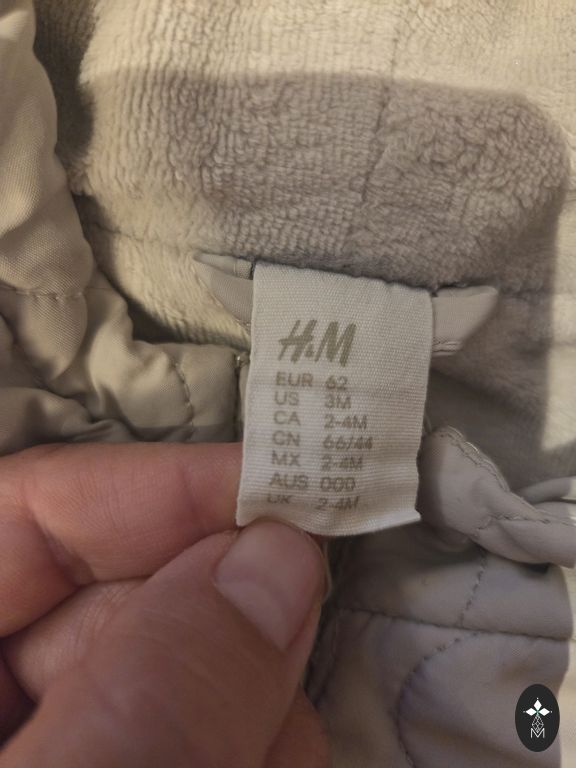 H&M
EUR 62
US 3M
CA 2-4M
CN 66/44
MX 2-4M
AUS 000
UK 2-4M
M